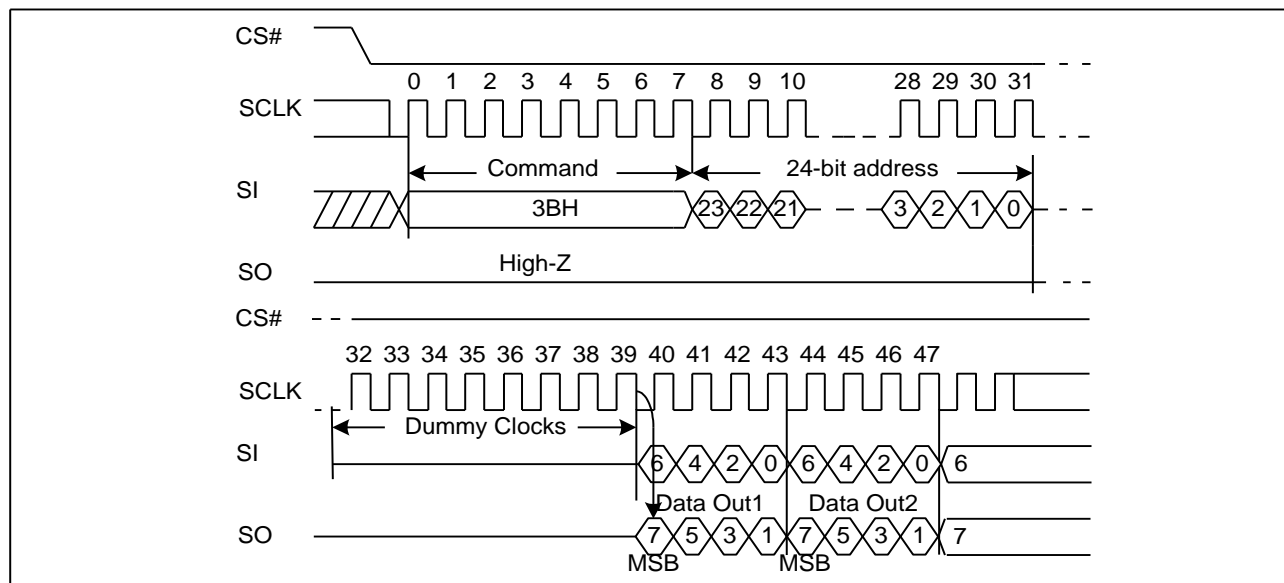 CS#
0 1 2 3 4 5 6 7 8 9 10 28 29 30 31
SCLK
Command 24-bit address
SI
3BH 23 22 21 3 2 1 0
High-Z
SO
CS#
32 33 34 35 36 37 38 39 40 41 42 43 44 45 46 47
SCLK
Dummy Clocks
SI
6 4 2 0 6 4 2 0 6
Data Out1 Data Out2
SO
7 5 3 1 7 5 3 1 7
MSB MSB